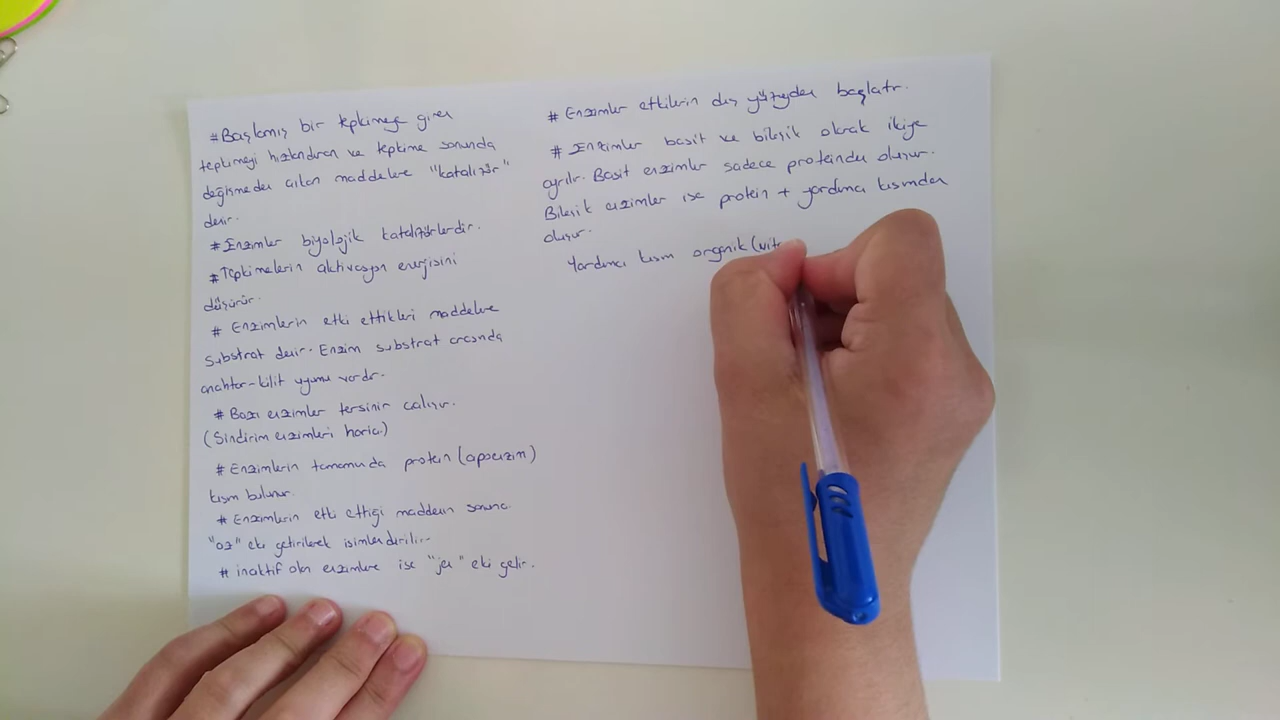 #Başlamış bir tepkimeye giren
tepkimeyi hızlandıran ve tepkime sonunda
değişmeden çıkan maddelere "katalizör"
denir.
#Enzimler biyolojik katalizörlerdir.
#Tepkimelerin aktivasyon enerjisini
düşürür.
# Enzimlerin etki ettikleri maddelere
substrat denir. Enzim substrat arasında
anahtar-kilit uyumu vardır.
# Bazı enzimler tersinir çalışır.
(Sindirim enzimleri hariç)
# Enzimlerin tamamında protein (apoenzim)
kısım bulunur.
# Enzimlerin etki ettiği maddenin sonuna
"az" eki getirilerek isimlendirilir.
# inaktif olan enzimlere ise "jen" eki gelir.
# Enzimler etkilerin dış yüzeyden başlatır.
# Enzimler basit ve bileşik olarak ikiye
ayrılır. Basit enzimler sadece proteinden oluşur.
Bileşik enzimler ise protein + yardımcı kısımdan
oluşur.
Yardımcı kısım organik (vit